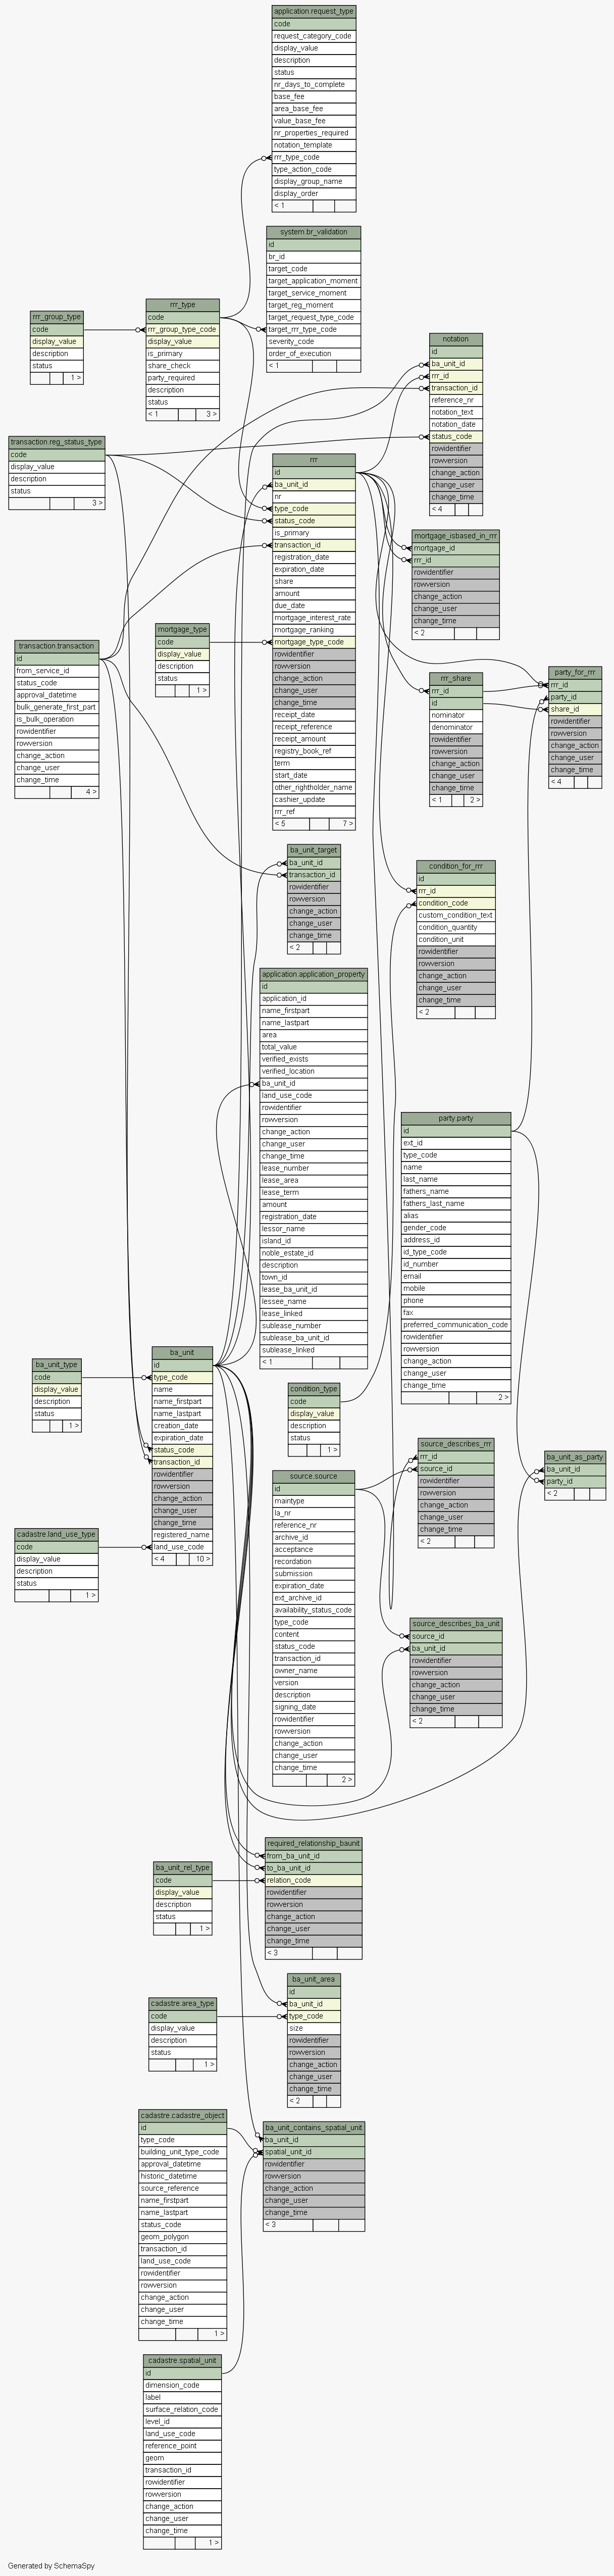 application.request_type
code
request_category_code
display_value
description
status
nr_days_to_complete
base_fee
area_base_fee
value_base_fee
nr_properties_required
notation_template
rrr_type_code
type_action_code
display_group_name
display_order
< 1
system.br_validation
id
br_id
target_code
target_application_moment
target_service_moment
target_reg_moment
target_request_type_code
target_rrr_type_code
severity_code
order_of_execution
< 1
rrr_type
code
rrr_group_type_code
display_value
is_primary
share_check
party_required
description
status
< 1 3 >
rrr_group_type
code
display_value
description
status
1 >
notation
id
ba_unit_id
rrr_id
transaction_id
reference_nr
notation_text
notation_date
status_code
rowidentifier
rowversion
change_action
change_user
change_time
< 4
transaction.reg_status_type
code
display_value
description
status
3 >
rrr
id
ba_unit_id
nr
type_code
status_code
is_primary
transaction_id
registration_date
expiration_date
share
amount
due_date
mortgage_interest_rate
mortgage_ranking
mortgage_type_code
rowidentifier
rowversion
change_action
change_user
change_time
receipt_date
receipt_reference
receipt_amount
registry_book_ref
term
start_date
other_rightholder_name
cashier_update
rrr_ref
< 5 7 >
mortgage_isbased_in_rrr
mortgage_id
rrr_id
rowidentifier
rowversion
change_action
change_user
change_time
< 2
mortgage_type
code
display_value
description
status
1 >
transaction.transaction
id
from_service_id
status_code
approval_datetime
bulk_generate_first_part
is_bulk_operation
rowidentifier
rowversion
change_action
change_user
change_time
4 >
rrr_share
rrr_id
id
nominator
denominator
rowidentifier
rowversion
change_action
change_user
change_time
< 1 2 >
party_for_rrr
rrr_id
party_id
share_id
rowidentifier
rowversion
change_action
change_user
change_time
< 4
ba_unit_target
ba_unit_id
transaction_id
rowidentifier
rowversion
change_action
change_user
change_time
< 2
condition_for_rrr
id
rrr_id
condition_code
custom_condition_text
condition_quantity
condition_unit
rowidentifier
rowversion
change_action
change_user
change_time
< 2
application.application_property
id
application_id
name_firstpart
name_lastpart
area
total_value
verified_exists
verified_location
ba_unit_id
land_use_code
rowidentifier
rowversion
change_action
change_user
change_time
lease_number
lease_area
lease_term
amount
registration_date
lessor_name
island_id
noble_estate_id
description
town_id
lease_ba_unit_id
lessee_name
lease_linked
sublease_number
sublease_ba_unit_id
sublease_linked
< 1
party.party
id
ext_id
type_code
name
last_name
fathers_name
fathers_last_name
alias
gender_code
address_id
id_type_code
id_number
email
mobile
phone
fax
preferred_communication_code
rowidentifier
rowversion
change_action
change_user
change_time
2 >
ba_unit
id
type_code
name
name_firstpart
name_lastpart
creation_date
expiration_date
status_code
transaction_id
rowidentifier
rowversion
change_action
change_user
change_time
registered_name
land_use_code
< 4 10 >
ba_unit_type
code
display_value
description
status
1 >
condition_type
code
display_value
description
status
1 >
source_describes_rrr
rrr_id
source_id
rowidentifier
rowversion
change_action
change_user
change_time
< 2
ba_unit_as_party
ba_unit_id
party_id
< 2
source.source
id
maintype
la_nr
reference_nr
archive_id
acceptance
recordation
submission
expiration_date
ext_archive_id
availability_status_code
type_code
content
status_code
transaction_id
owner_name
version
description
signing_date
rowidentifier
rowversion
change_action
change_user
change_time
2 >
cadastre.land_use_type
code
display_value
description
status
1 >
source_describes_ba_unit
source_id
ba_unit_id
rowidentifier
rowversion
change_action
change_user
change_time
< 2
required_relationship_baunit
from_ba_unit_id
to_ba_unit_id
relation_code
rowidentifier
rowversion
change_action
change_user
change_time
< 3
ba_unit_rel_type
code
display_value
description
status
1 >
ba_unit_area
id
ba_unit_id
type_code
size
rowidentifier
rowversion
change_action
change_user
change_time
< 2
cadastre.area_type
code
display_value
description
status
1 >
cadastre.cadastre_object
id
type_code
building_unit_type_code
approval_datetime
historic_datetime
source_reference
name_firstpart
name_lastpart
status_code
geom_polygon
transaction_id
land_use_code
rowidentifier
rowversion
change_action
change_user
change_time
1 >
ba_unit_contains_spatial_unit
ba_unit_id
spatial_unit_id
rowidentifier
rowversion
change_action
change_user
change_time
< 3
cadastre.spatial_unit
id
dimension_code
label
surface_relation_code
level_id
land_use_code
reference_point
geom
transaction_id
rowidentifier
rowversion
change_action
change_user
change_time
1 >
Generated by SchemaSpy